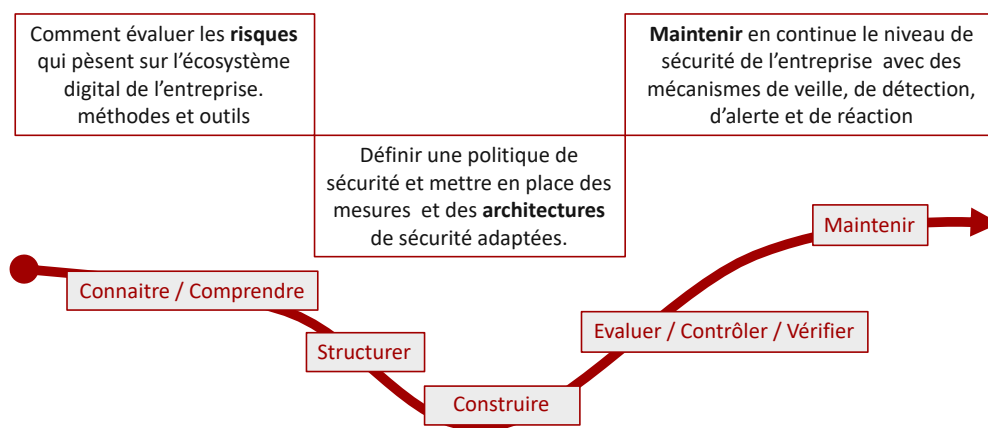 Comment évaluer les risques
qui pèsent sur l'écosystème
digital de l'entreprise.
méthodes et outils
Maintenir en continue le niveau de
sécurité de l'entreprise avec des
mécanismes de veille, de détection,
d'alerte et de réaction
Définir une politique de
sécurité et mettre en place des
mesures et des architectures
de sécurité adaptées.
Maintenir
Connaitre / Comprendre
Evaluer / Contrôler / Vérifier
Structurer
Construire